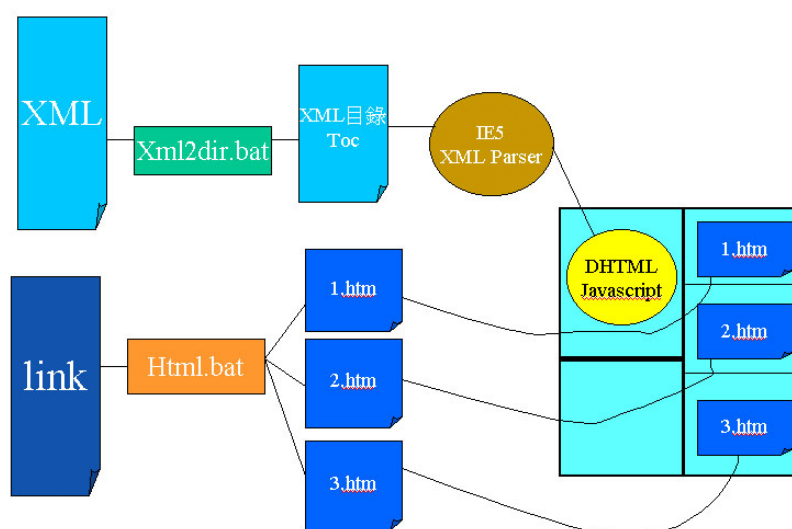 XML
Xml2dir.bat
XML目錄
Toc
IE5
XML Parser
DHTML
Javascript
1.htm
2.htm
3.htm
link
Html.bat
1.htm
2.htm
3.htm